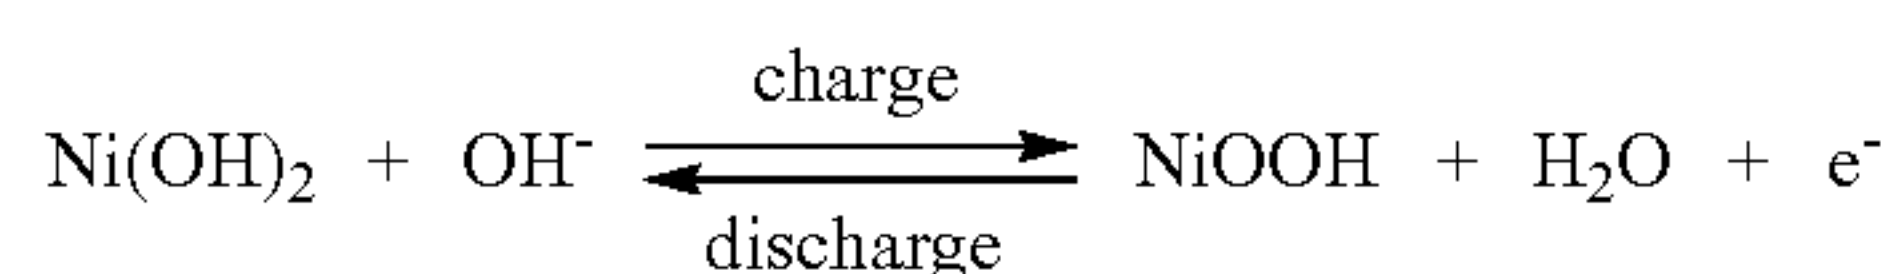 charge
Ni(OH)₂ + OH⁻ ⇌ NiOOH + H₂O + e⁻
discharge